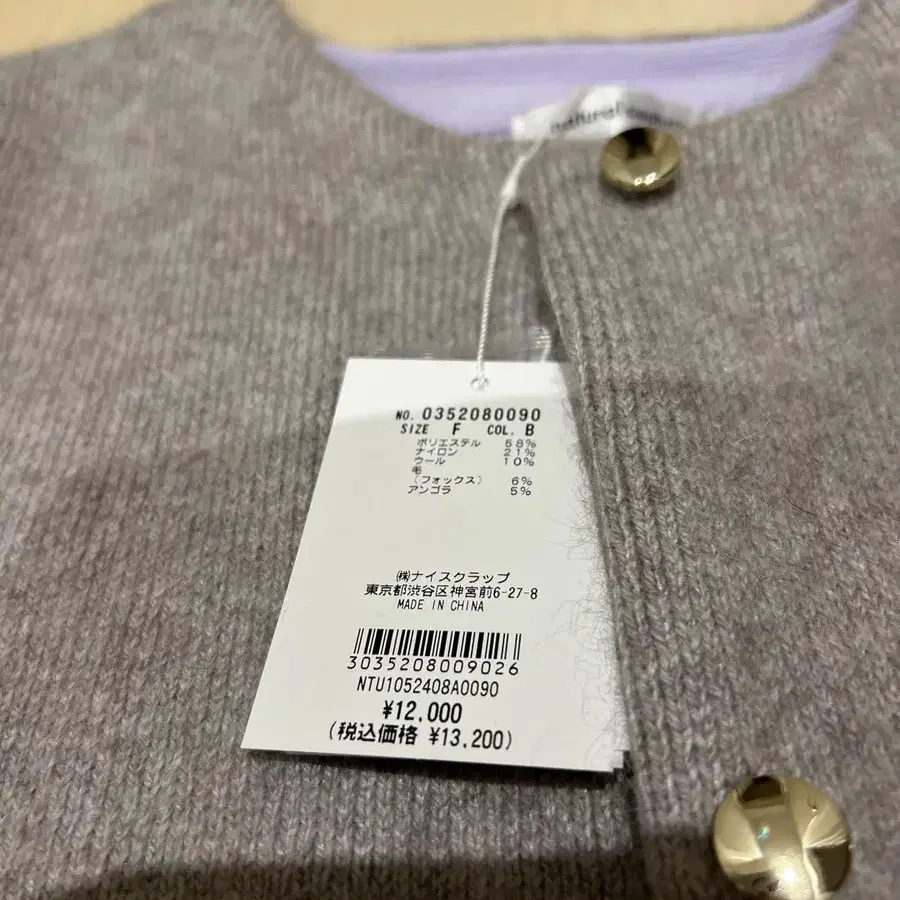 natural
NO. 0352080090
SIZE F COL. B
ポリエステル 58%
ナイロン 21%
ウール 10%
毛
(フォックス) 6%
アンゴラ 5%
㈱ナイスクラップ
東京都渋谷区神宮前6-27-8
MADE IN CHINA
3035208009026
NTU1052408A0090
¥12,000
(税込価格 ¥13,200)